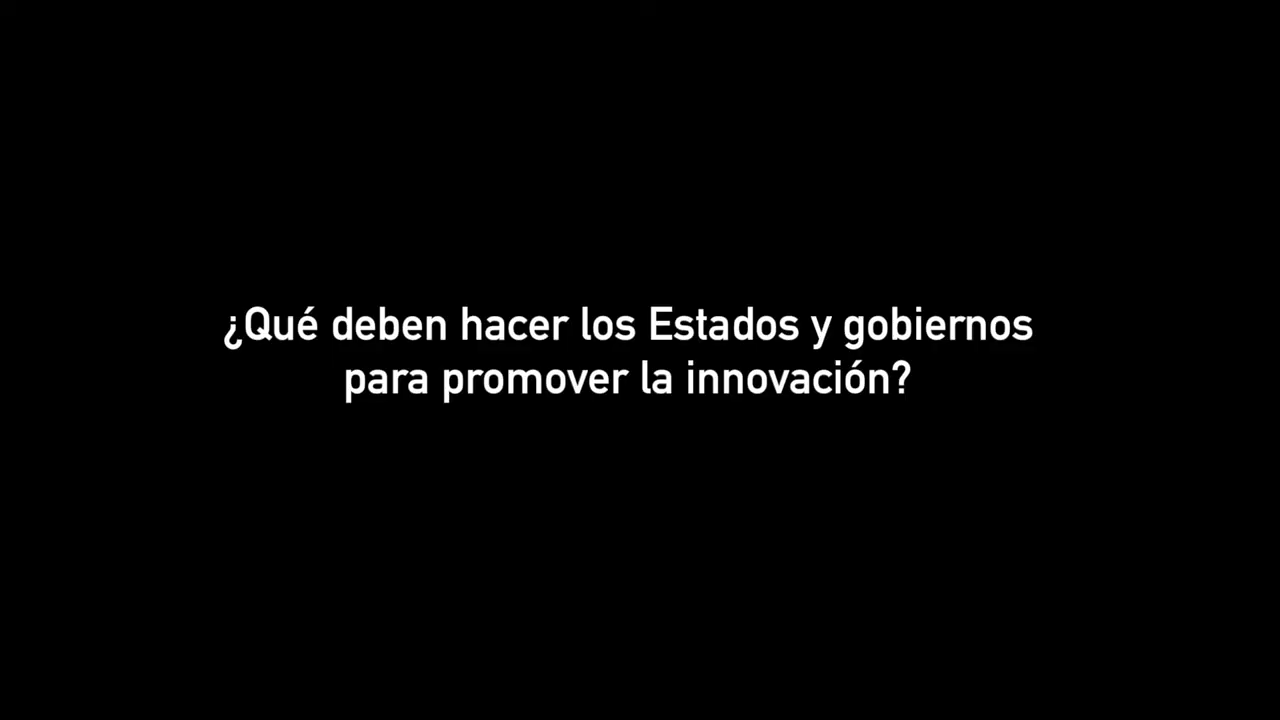 ¿Qué deben hacer los Estados y gobiernos
para promover la innovación?